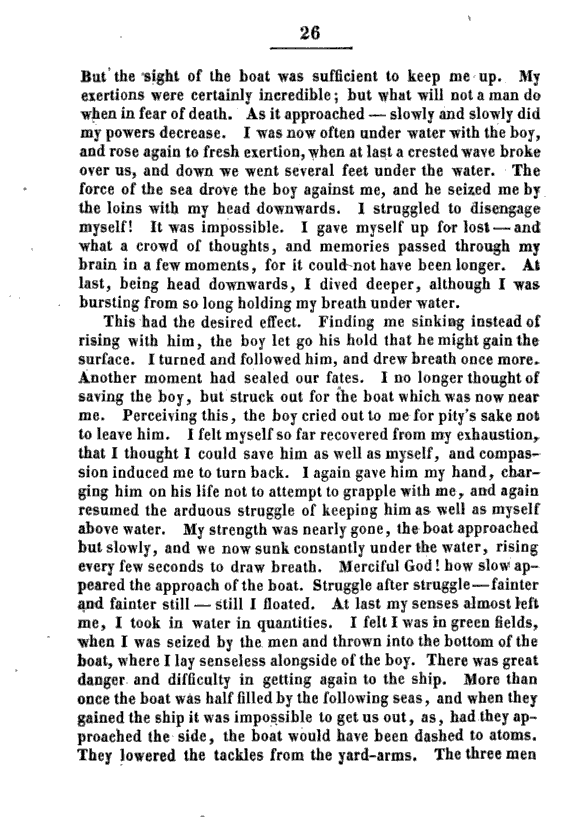 26
But the sight of the boat was sufficient to keep me up. My
exertions were certainly incredible; but what will not a man do
when in fear of death. As it approached — slowly and slowly did
my powers decrease. I was now often under water with the boy,
and rose again to fresh exertion, when at last a crested wave broke
over us, and down we went several feet under the water. The
force of the sea drove the boy against me, and he seized me by
the loins with my head downwards. I struggled to disengage
myself! It was impossible. I gave myself up for lost — and
what a crowd of thoughts, and memories passed through my
brain in a few moments, for it could not have been longer. At
last, being head downwards, I dived deeper, although I was
bursting from so long holding my breath under water.
This had the desired effect. Finding me sinking instead of
rising with him, the boy let go his hold that he might gain the
surface. I turned and followed him, and drew breath once more.
Another moment had sealed our fates. I no longer thought of
saving the boy, but struck out for the boat which was now near
me. Perceiving this, the boy cried out to me for pity's sake not
to leave him. I felt myself so far recovered from my exhaustion,
that I thought I could save him as well as myself, and compas-
sion induced me to turn back. I again gave him my hand, char-
ging him on his life not to attempt to grapple with me, and again
resumed the arduous struggle of keeping him as well as myself
above water. My strength was nearly gone, the boat approached
but slowly, and we now sunk constantly under the water, rising
every few seconds to draw breath. Merciful God! how slow ap-
peared the approach of the boat. Struggle after struggle — fainter
and fainter still — still I floated. At last my senses almost left
me, I took in water in quantities. I felt I was in green fields,
when I was seized by the men and thrown into the bottom of the
boat, where I lay senseless alongside of the boy. There was great
danger and difficulty in getting again to the ship. More than
once the boat was half filled by the following seas, and when they
gained the ship it was impossible to get us out, as, had they ap-
proached the side, the boat would have been dashed to atoms.
They lowered the tackles from the yard-arms. The three men